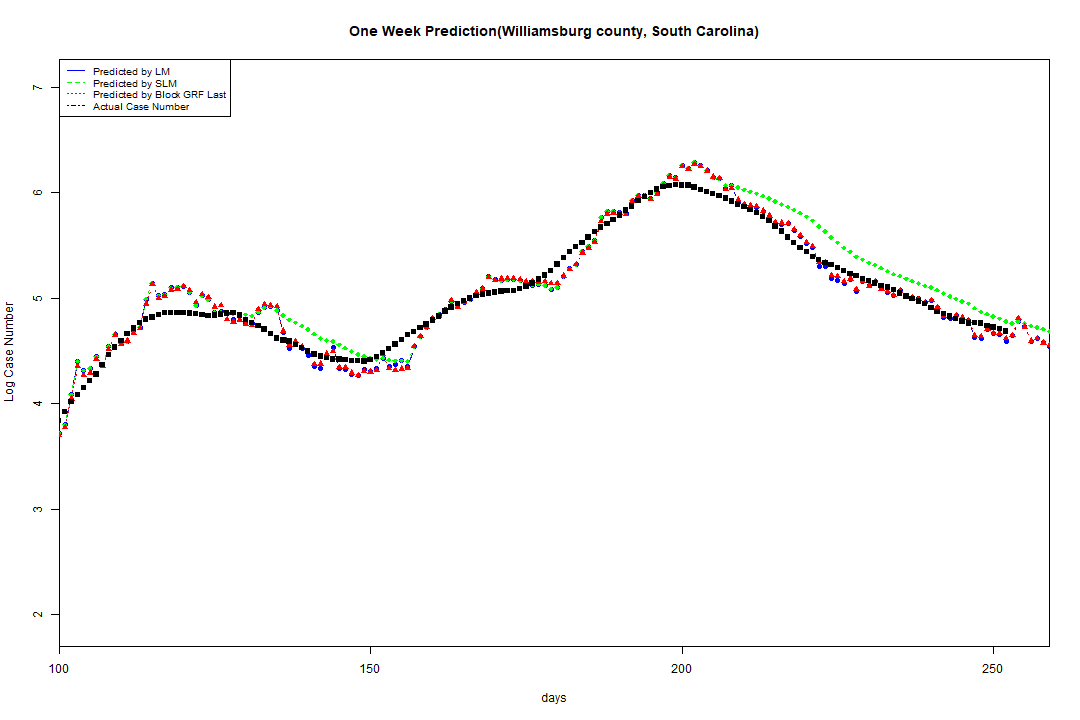 One Week Prediction(Williamsburg county, South Carolina)
Predicted by LM
Predicted by SLM
Predicted by Block GRF Last
Actual Case Number
7
6
5
4
3
2
Log Case Number
100
150
200
250
days